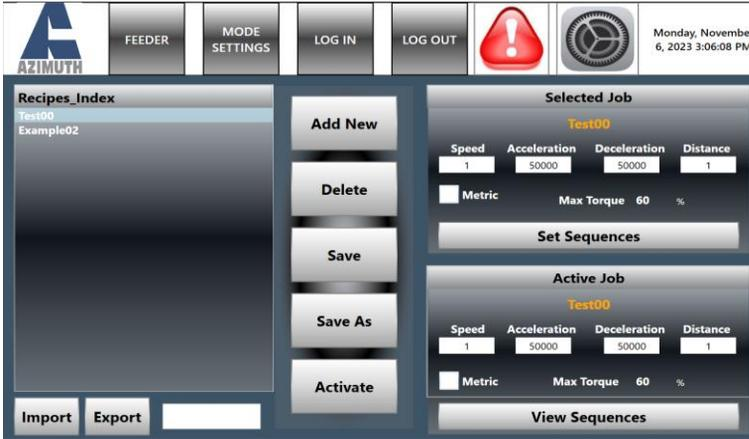 AZIMUTH
FEEDER
MODE
SETTINGS
LOG IN
LOG OUT
Monday, Novembe
6, 2023 3:06:08 PM
Recipes_Index
Test00
Example02
Add New
Delete
Save
Save As
Activate
Import
Export
Selected Job
Test00
Speed Acceleration Deceleration Distance
1 50000 50000 1
Metric Max Torque 60 %
Set Sequences
Active Job
Test00
Speed Acceleration Deceleration Distance
1 50000 50000 1
Metric Max Torque 60 %
View Sequences